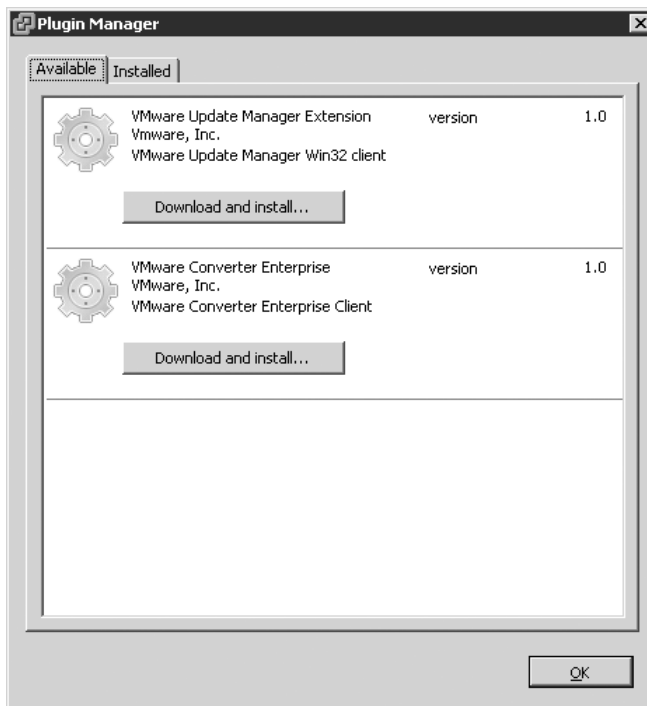 Plugin Manager
Available Installed
VMware Update Manager Extension version 1.0
Vmware, Inc.
VMware Update Manager Win32 client
Download and install...
VMware Converter Enterprise version 1.0
VMware, Inc.
VMware Converter Enterprise Client
Download and install...
OK